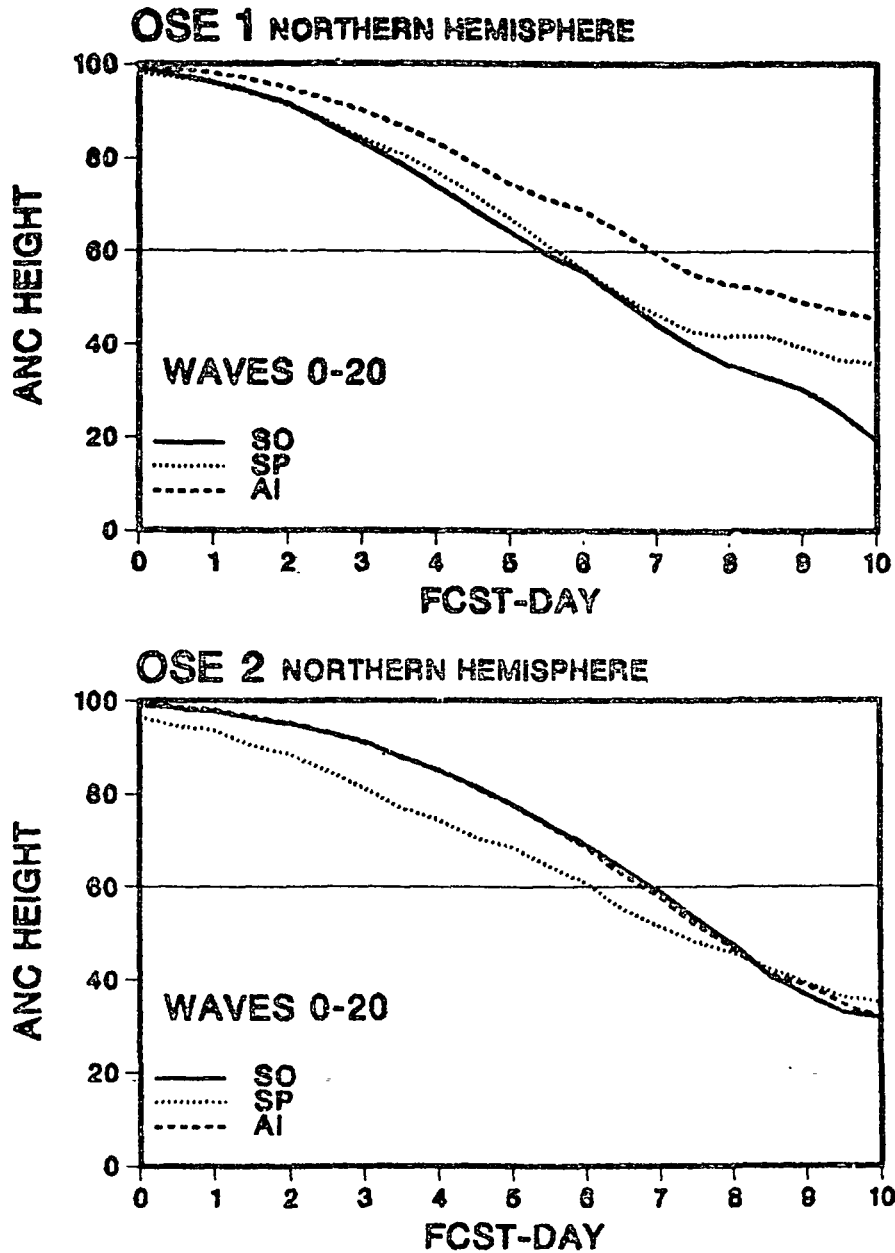 OSE 1 NORTHERN HEMISPHERE
100
80
60
40
20
0
ANC HEIGHT
WAVES 0-20
SO
SP
AI
0 1 2 3 4 5 6 7 8 9 10
FCST-DAY
OSE 2 NORTHERN HEMISPHERE
100
80
60
40
20
0
ANC HEIGHT
WAVES 0-20
SO
SP
AI
0 1 2 3 4 5 6 7 8 9 10
FCST-DAY